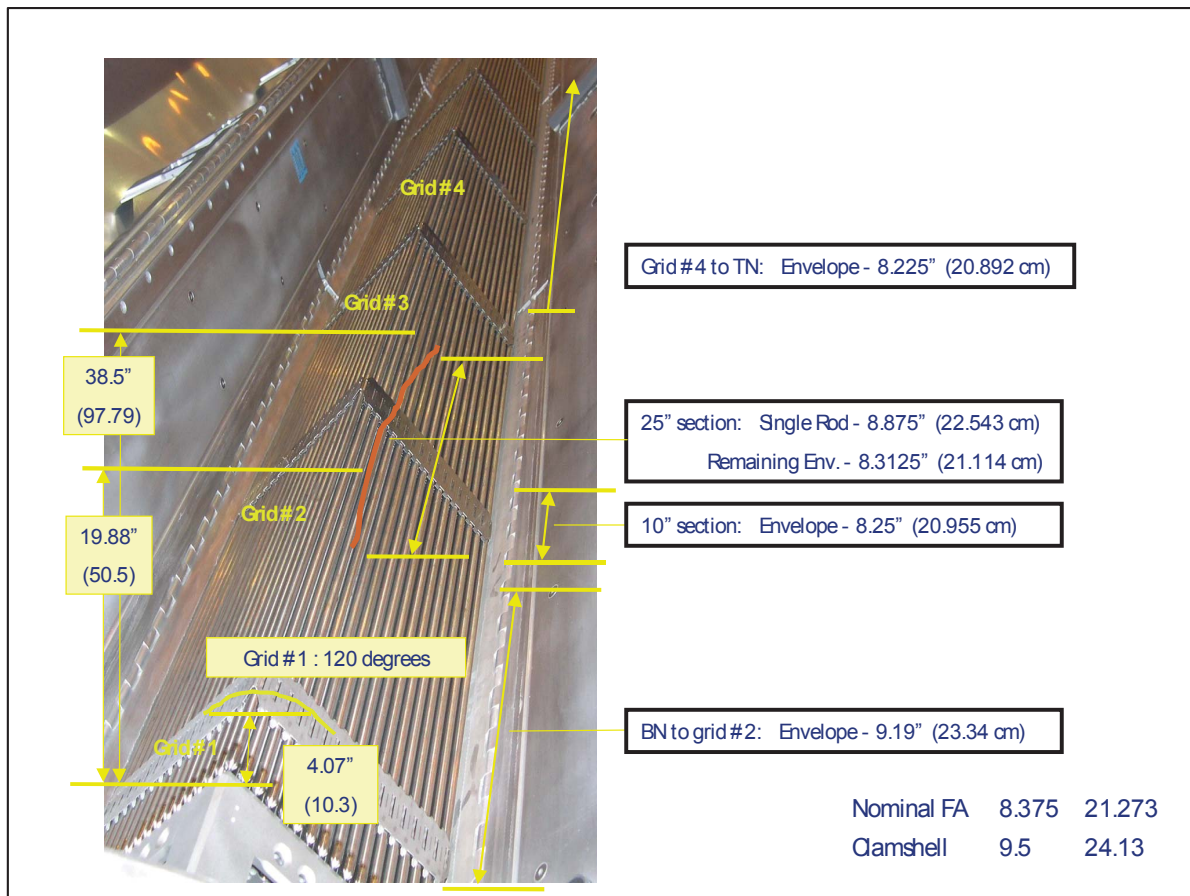 Grid # 4
Grid # 4 to TN: Envelope - 8.225” (20.892 cm)
Grid # 3
38.5”
(97.79)
25” section: Single Rod - 8.875” (22.543 cm)
Remaining Env. - 8.3125” (21.114 cm)
Grid # 2
10” section: Envelope - 8.25” (20.955 cm)
19.88”
(50.5)
Grid # 1 : 120 degrees
BN to grid # 2: Envelope - 9.19” (23.34 cm)
Grid # 1
4.07”
(10.3)
Nominal FA 8.375 21.273
Clamshell 9.5 24.13